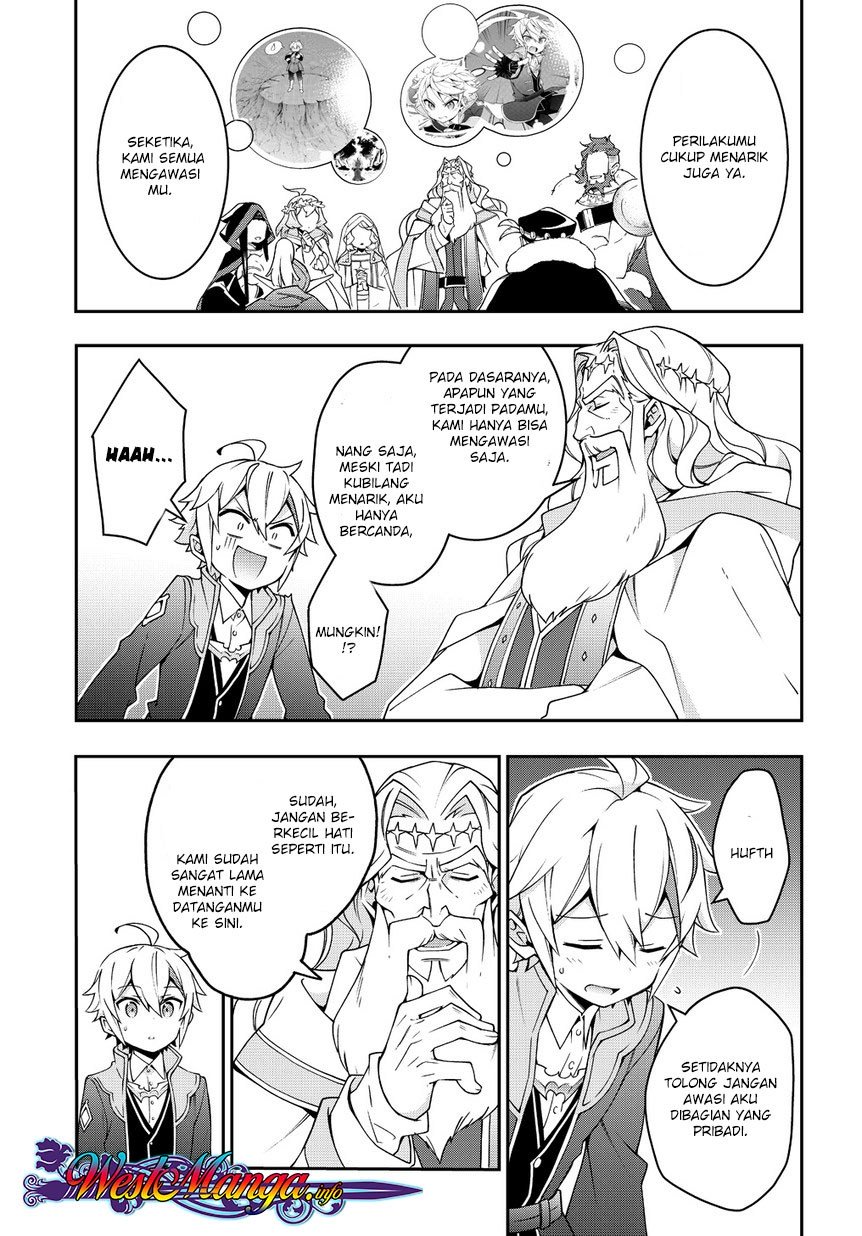 PERILAKUMU
CUKUP MENARIK
JUGA YA.
SEKETIKA,
KAMI SEMUA
MENGAWASI
MU.
PADA DASARANYA,
APAPUN YANG
TERJADI PADAMU,
KAMI HANYA BISA
MENGAWASI
SAJA.
NANG SAJA,
MESKI TADI
KUBILANG
MENARIK, AKU
HANYA
BERCANDA,
MUNGKIN!
!?
HAAH...
HUFTH
SETIDAKNYA
TOLONG JANGAN
AWASI AKU
DIBAGIAN YANG
PRIBADI.
SUDAH,
JANGAN BE-
RKECIL HATI
SEPERTI ITU.
KAMI SUDAH
SANGAT LAMA
MENANTI KE
DATANGANMU
KE SINI.
WestManga.info